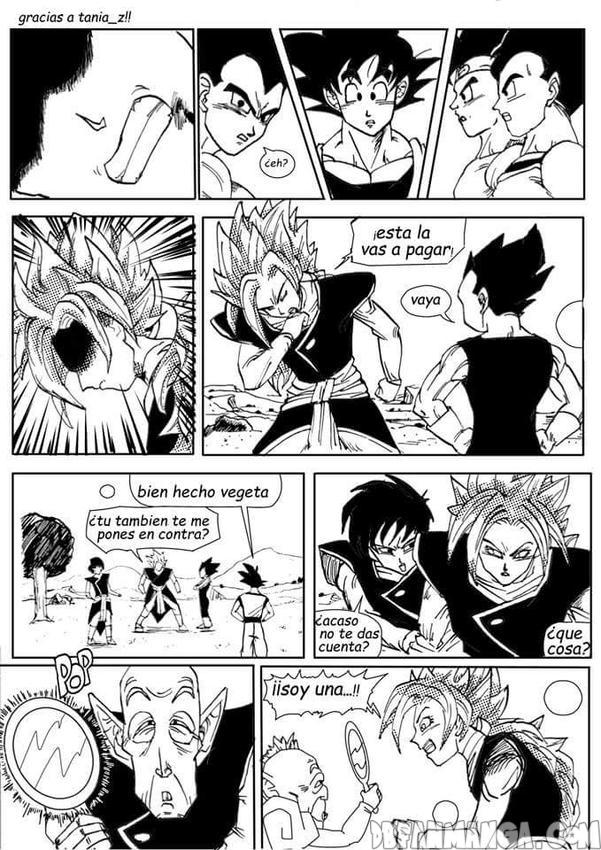 gracias a tania_z!!
¿eh?
¡esta la
vas a pagar¡
vaya
bien hecho vegeta
¿tu tambien te me
pones en contra?
¿acaso
no te das
cuenta?
¿que
cosa?
POP
¡¡soy una...!!
DBFANMANGA.COM